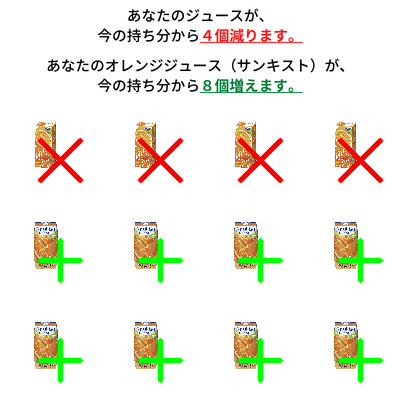 あなたのジュースが、
今の持ち分から４個減ります。
あなたのオレンジジュース（サンキスト）が、
今の持ち分から８個増えます。